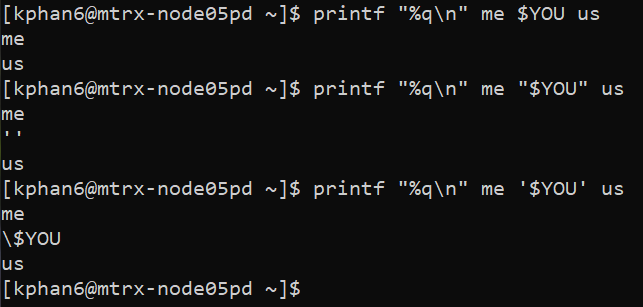 [kphan6@mtrx-node05pd ~]$ printf "%q\n" me $YOU us
me
us
[kphan6@mtrx-node05pd ~]$ printf "%q\n" me "$YOU" us
me
''
us
[kphan6@mtrx-node05pd ~]$ printf "%q\n" me '$YOU' us
me
\$YOU
us
[kphan6@mtrx-node05pd ~]$